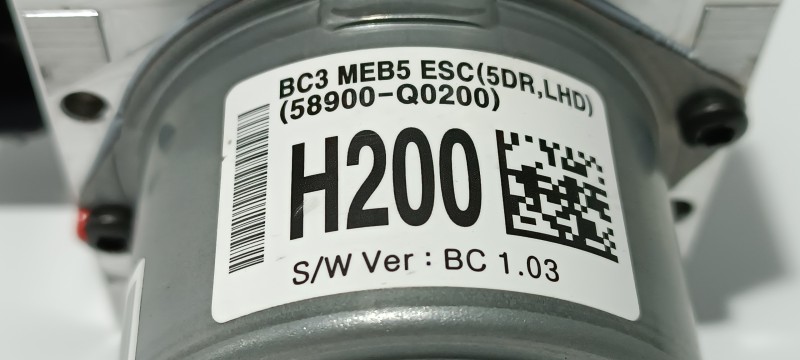 BC3 MEB5 ESC(5DR,LHD)
(58900-Q0200)
H200
S/W Ver : BC 1.03